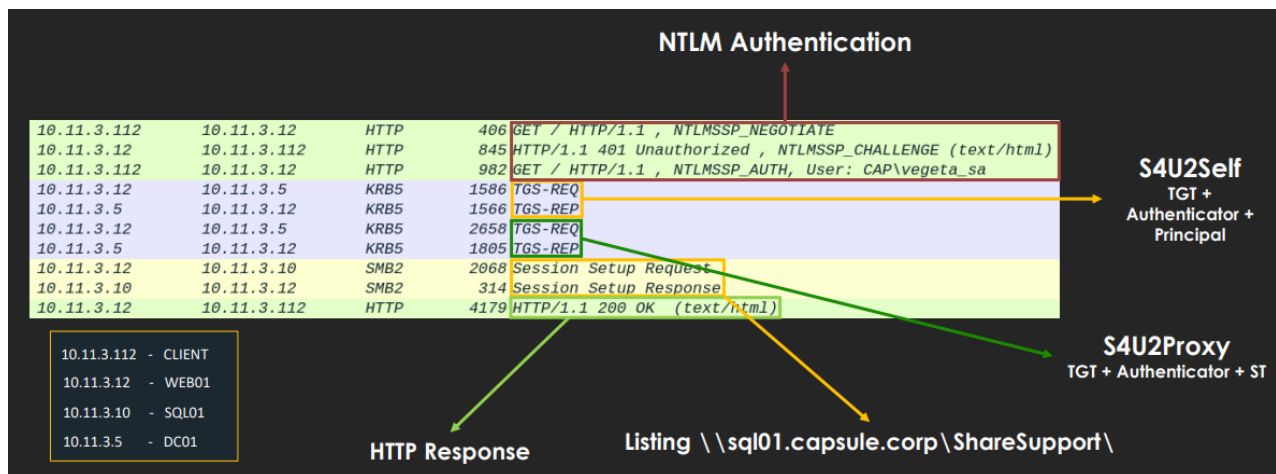 NTLM Authentication
10.11.3.112 10.11.3.12 HTTP 406 GET / HTTP/1.1 , NTLMSSP_NEGOTIATE
10.11.3.12 10.11.3.112 HTTP 845 HTTP/1.1 401 Unauthorized , NTLMSSP_CHALLENGE (text/html)
10.11.3.112 10.11.3.12 HTTP 982 GET / HTTP/1.1 , NTLMSSP_AUTH, User: CAP\vegeta_sa
10.11.3.12 10.11.3.5 KRB5 1586 TGS-REQ
10.11.3.5 10.11.3.12 KRB5 1566 TGS-REP
10.11.3.12 10.11.3.5 KRB5 2658 TGS-REQ
10.11.3.5 10.11.3.12 KRB5 1805 TGS-REP
10.11.3.12 10.11.3.10 SMB2 2068 Session Setup Request
10.11.3.10 10.11.3.12 SMB2 314 Session Setup Response
10.11.3.12 10.11.3.112 HTTP 4179 HTTP/1.1 200 OK (text/html)
S4U2Self
TGT +
Authenticator +
Principal
S4U2Proxy
TGT + Authenticator + ST
10.11.3.112 - CLIENT
10.11.3.12 - WEB01
10.11.3.10 - SQL01
10.11.3.5 - DC01
HTTP Response
Listing \\sql01.capsule.corp\ShareSupport\